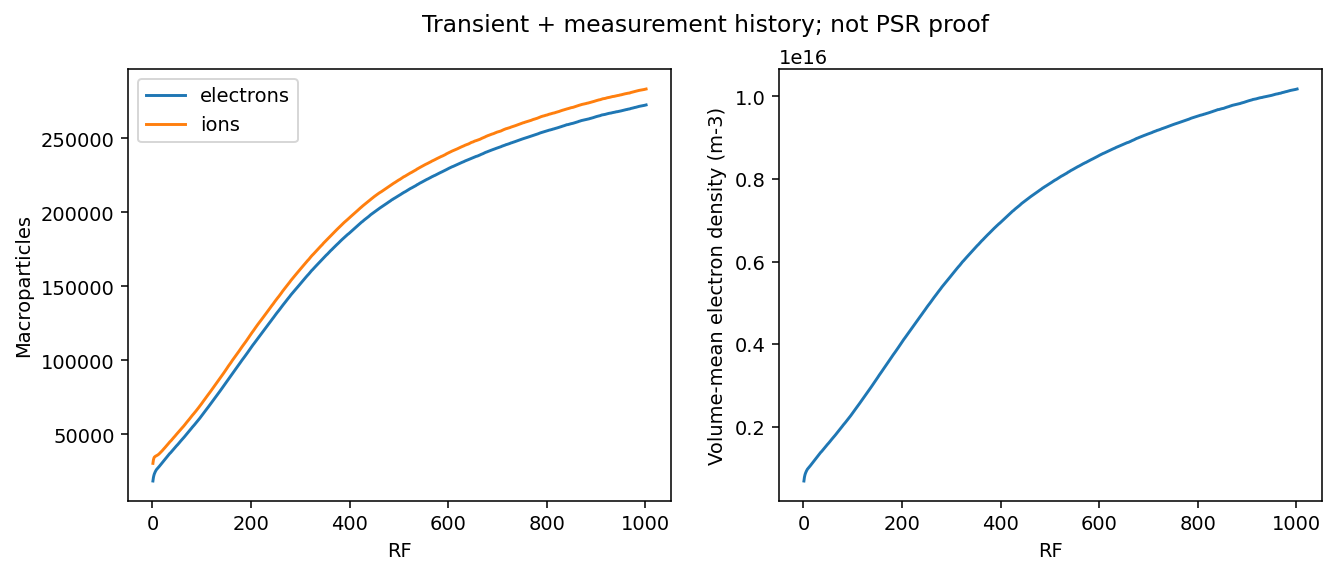 Transient + measurement history; not PSR proof
electrons
ions
Macroparticles
250000
200000
150000
100000
50000
0 200 400 600 800 1000
RF
1e16
Volume-mean electron density (m-3)
1.0
0.8
0.6
0.4
0.2
0 200 400 600 800 1000
RF